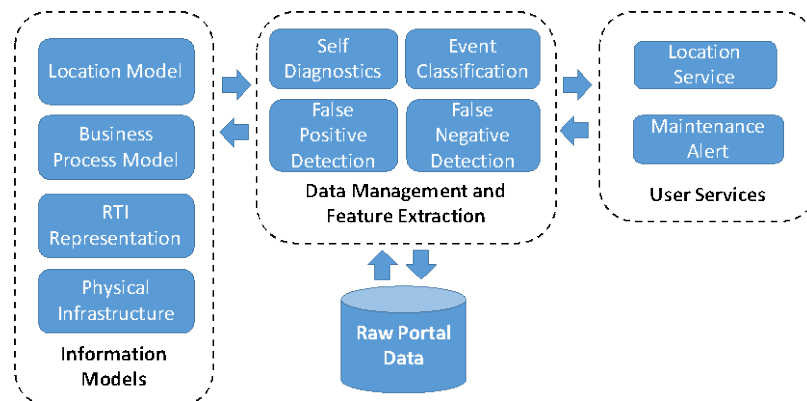 Location Model
Business
Process Model
RTI
Representation
Physical
Infrastructure
Information
Models
Self
Diagnostics
Event
Classification
False
Positive
Detection
False
Negative
Detection
Data Management and
Feature Extraction
Raw Portal
Data
Location
Service
Maintenance
Alert
User Services